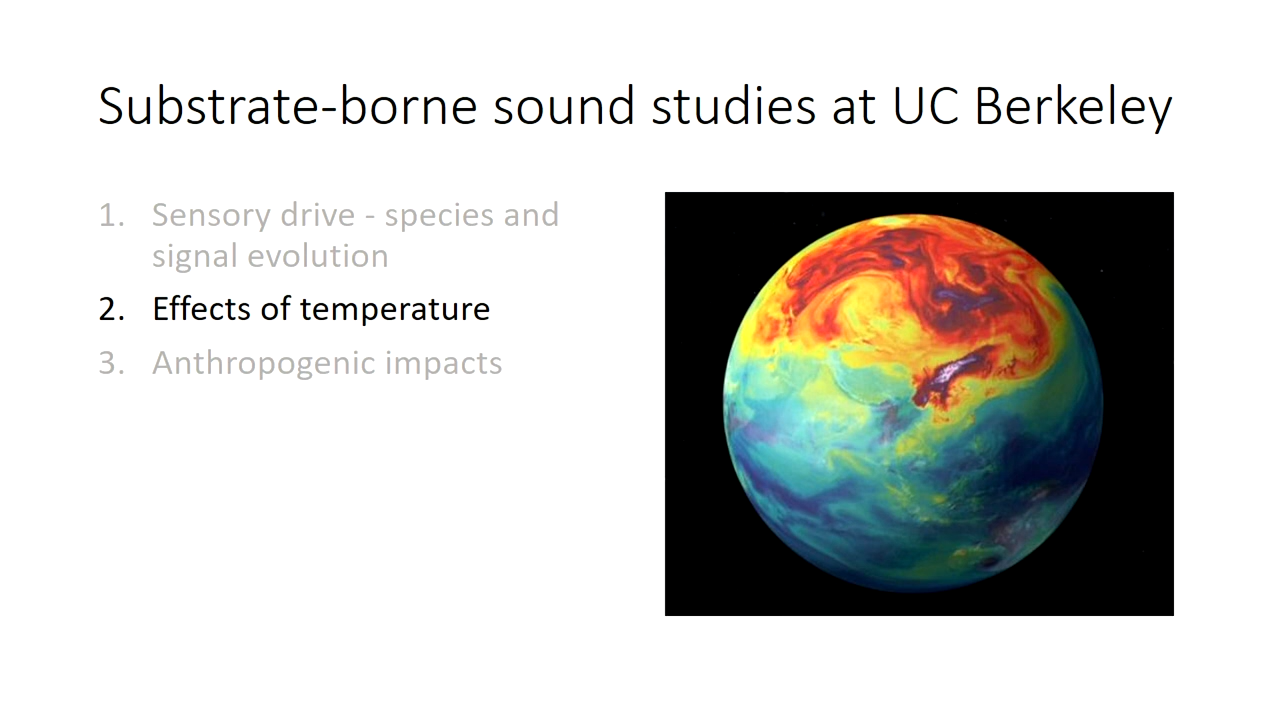 Substrate-borne sound studies at UC Berkeley
1. Sensory drive - species and
signal evolution
2. Effects of temperature
3. Anthropogenic impacts